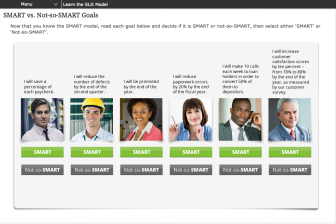 Menu
Learn the SLII Model
SMART vs. Not-so-SMART Goals
Now that you know the SMART model, read each goal below and decide if it is SMART or not-so-SMART, then select either "SMART" or
"Not-so-SMART".
I will save a
percentage of
each paycheck.
I will reduce the
number of
defects by the
end of the
second quarter.
I will be promoted
by the end of the
year.
I will reduce
paperwork errors
by 20% by the end
of the fiscal year.
I will make 10 calls
each week to loan
holders in order to
convert 50% of
them to
depositors.
I will increase
customer
satisfaction scores
by ten percent –
from 78% to 88%
by the end of the
year, as measured
by our customer
survey.
SMART
SMART
SMART
SMART
SMART
SMART
Not-so-SMART
Not-so-SMART
Not-so-SMART
Not-so-SMART
Not-so-SMART
Not-so-SMART